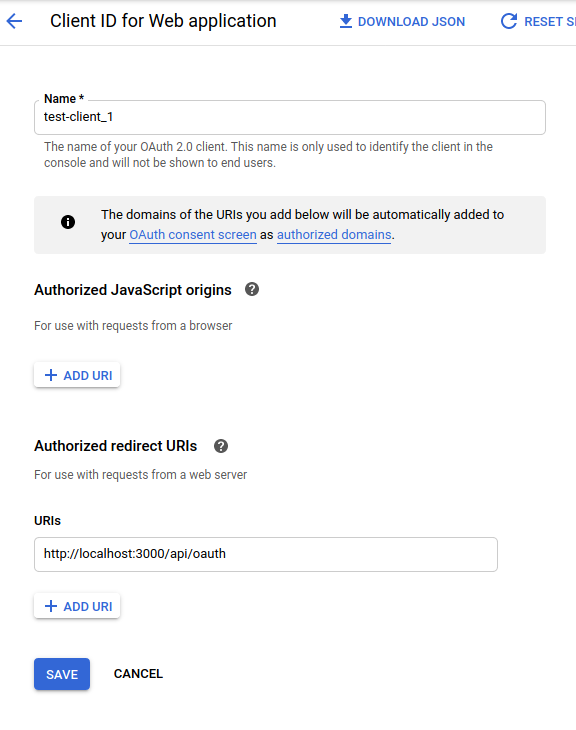 Client ID for Web application
DOWNLOAD JSON
RESET
Name *
test-client_1
The name of your OAuth 2.0 client. This name is only used to identify the client in the
console and will not be shown to end users.
The domains of the URIs you add below will be automatically added to
your OAuth consent screen as authorized domains.
Authorized JavaScript origins
For use with requests from a browser
ADD URI
Authorized redirect URIs
For use with requests from a web server
URIs
http://localhost:3000/api/oauth
ADD URI
SAVE
CANCEL